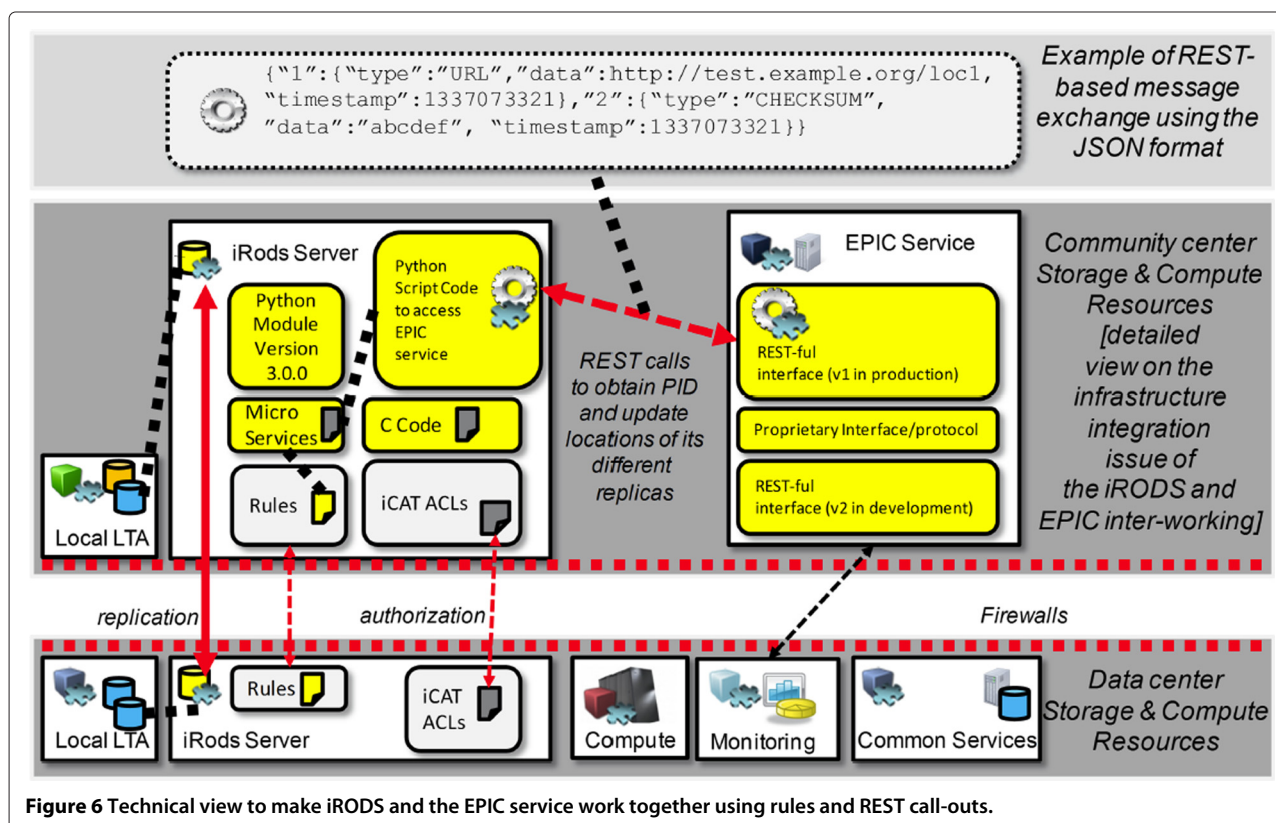 {“1”:{“type”:”URL”,”data”:http://test.example.org/loc1,
“timestamp”:1337073321},”2”:{“type”:”CHECKSUM”,
”data”:”abcdef”, “timestamp”:1337073321}}
Example of REST-
based message
exchange using the
JSON format
iRods Server
Python
Module
Version
3.0.0
Python
Script Code
to access
EPIC
service
Micro
Services
C Code
Rules
iCAT ACLs
Local LTA
REST calls
to obtain PID
and update
locations of its
different
replicas
EPIC Service
REST-ful
interface (v1 in production)
Proprietary Interface/protocol
REST-ful
interface (v2 in development)
Community center
Storage & Compute
Resources
[detailed
view on the
infrastructure
integration
issue of
the iRODS and
EPIC inter-working]
replication
authorization
Firewalls
Local LTA
iRods Server
Rules
iCAT
ACLs
Compute
Monitoring
Common Services
Data center
Storage & Compute
Resources
Figure 6 Technical view to make iRODS and the EPIC service work together using rules and REST call-outs.